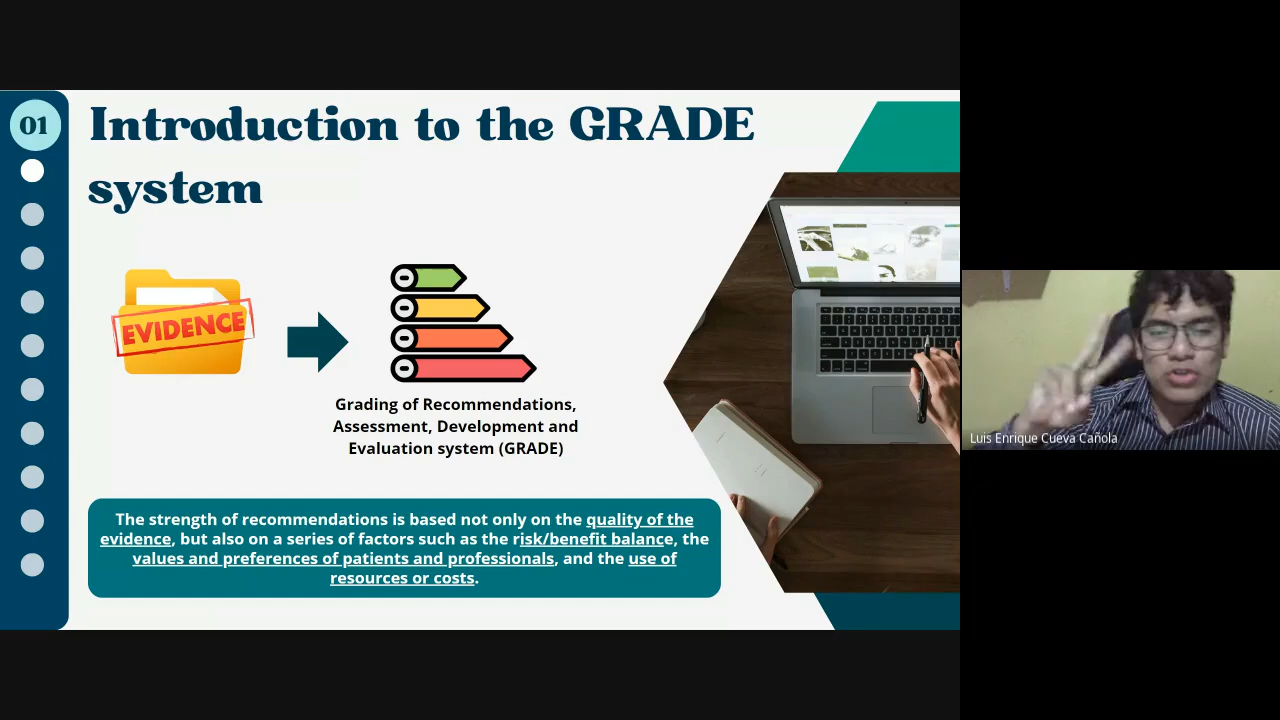 01
Introduction to the GRADE
system
EVIDENCE
Grading of Recommendations,
Assessment, Development and
Evaluation system (GRADE)
The strength of recommendations is based not only on the quality of the
evidence, but also on a series of factors such as the risk/benefit balance, the
values and preferences of patients and professionals, and the use of
resources or costs.
Luis Enrique Cueva Cañola